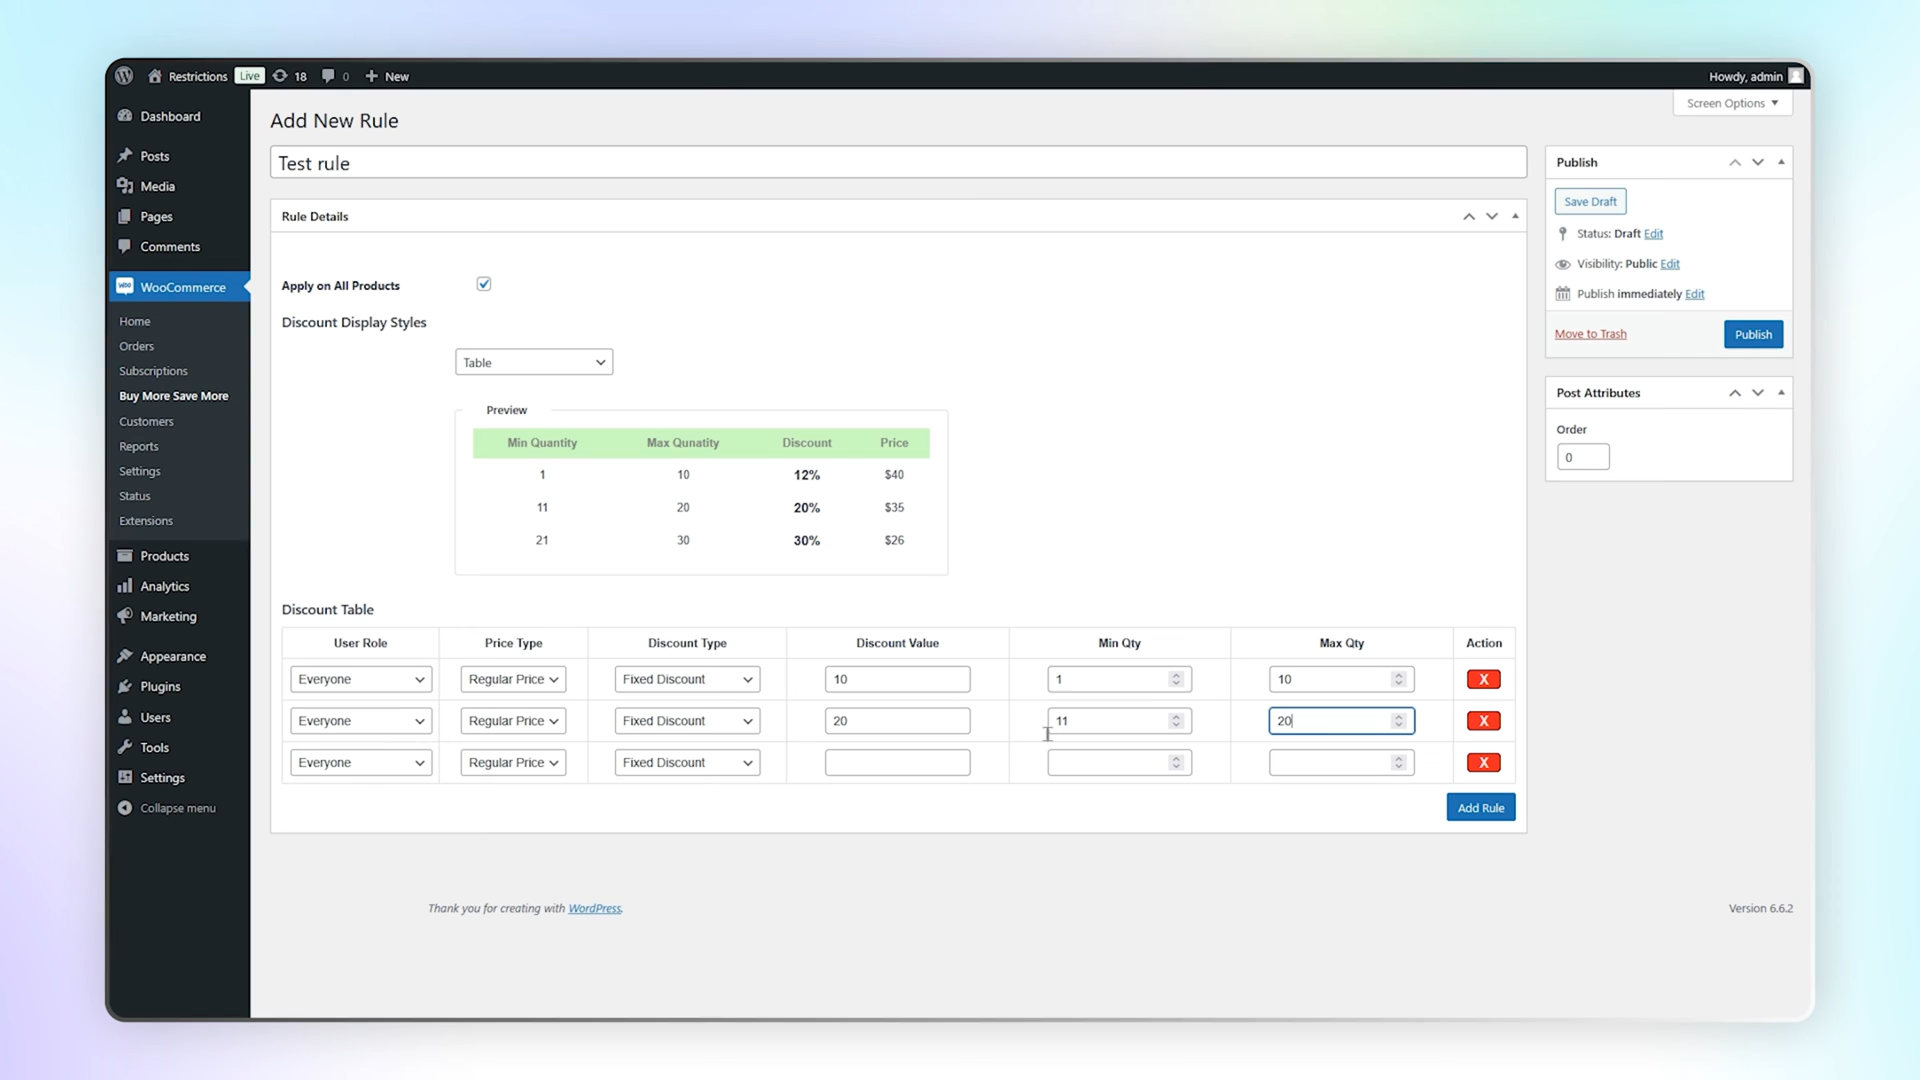 Restrictions Live 18 0 New Howdy, admin
Screen Options
Dashboard
Posts
Media
Pages
Comments
WooCommerce
Home
Orders
Subscriptions
Buy More Save More
Customers
Reports
Settings
Status
Extensions
Products
Analytics
Marketing
Appearance
Plugins
Users
Tools
Settings
Collapse menu
Add New Rule
Test rule
Rule Details
Apply on All Products
Discount Display Styles
Table
Preview
Min Quantity Max Qunatity Discount Price
1 10 12% $40
11 20 20% $35
21 30 30% $26
Discount Table
User Role Price Type Discount Type Discount Value Min Qty Max Qty Action
Everyone Regular Price Fixed Discount 10 1 10 X
Everyone Regular Price Fixed Discount 20 11 20 X
Everyone Regular Price Fixed Discount X
Add Rule
Publish
Save Draft
Status: Draft Edit
Visibility: Public Edit
Publish immediately Edit
Move to Trash Publish
Post Attributes
Order
0
Thank you for creating with WordPress.
Version 6.6.2